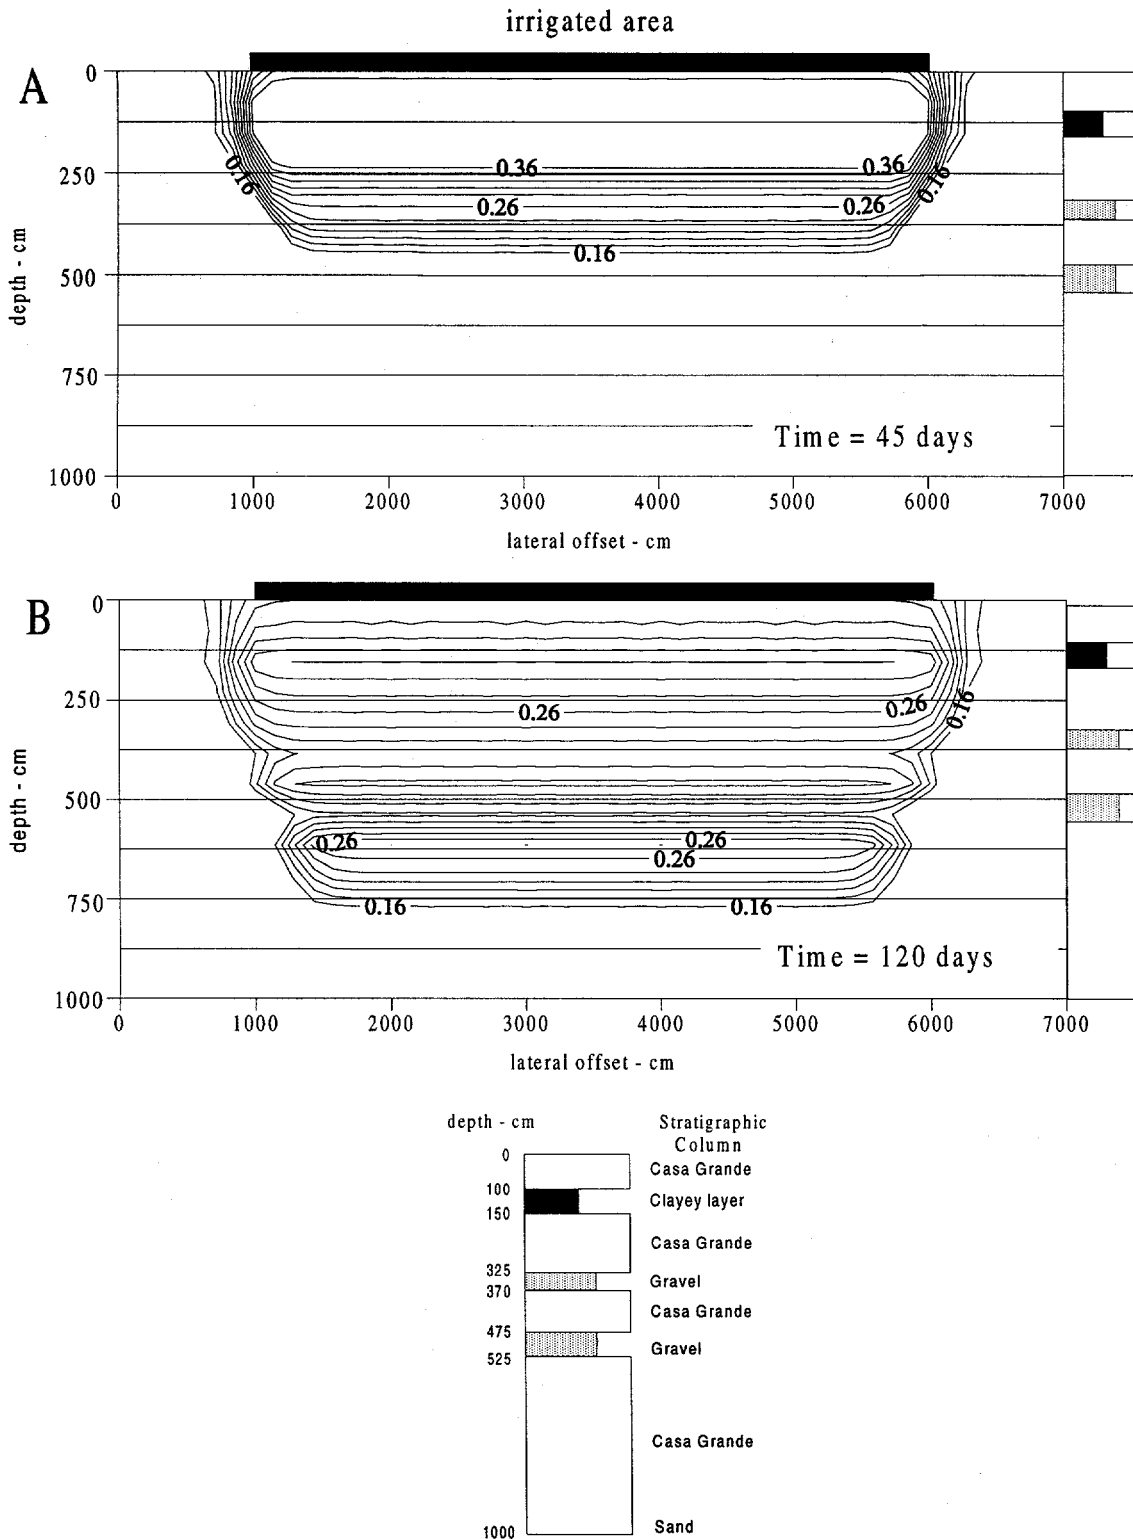 irrigated area
A
0
250
500
750
1000
depth - cm
0.16
0.36
0.36
0.16
0.26
0.26
0.16
Time = 45 days
0
1000
2000
3000
4000
5000
6000
7000
lateral offset - cm
B
0
250
500
750
1000
depth - cm
0.26
0.26
0.16
0.26
0.26
0.26
0.16
0.16
Time = 120 days
0
1000
2000
3000
4000
5000
6000
7000
lateral offset - cm
depth - cm
Stratigraphic
Column
0
Casa Grande
100
Clayey layer
150
Casa Grande
325
Gravel
370
Casa Grande
475
Gravel
525
Casa Grande
1000
Sand